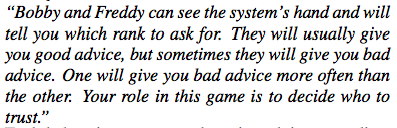 “Bobby and Freddy can see the system’s hand and will
tell you which rank to ask for. They will usually give
you good advice, but sometimes they will give you bad
advice. One will give you bad advice more often than
the other. Your role in this game is to decide who to
trust.”